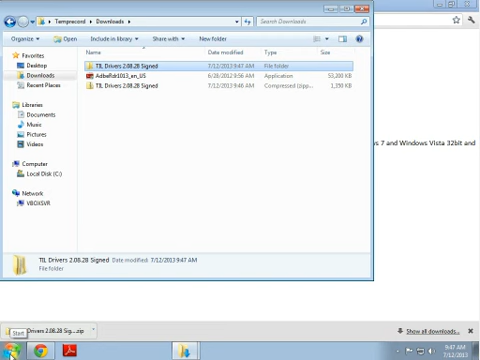 Temprecord ▸ Downloads ▸
Search Downloads
Organize ▾ Open Include in library ▾ Share with ▾ New folder
Name Date modified Type Size
Favorites
Desktop
Downloads
Recent Places
Libraries
Documents
Music
Pictures
Videos
Computer
Local Disk (C:)
Network
VBOXSVR
TIL Drivers 2.08.28 Signed 7/12/2013 9:47 AM File folder
AdbeRdr1013_en_US 6/28/2012 9:56 AM Application 53,200 KB
TIL Drivers 2.08.28 Signed 7/12/2013 9:46 AM Compressed (zipp... 1,390 KB
s 7 and Windows Vista 32bit and
TIL Drivers 2.08.28 Signed Date modified: 7/12/2013 9:47 AM
File folder
Start
Drivers 2.08.28 Sig....zip
Show all downloads...
9:47 AM
7/12/2013